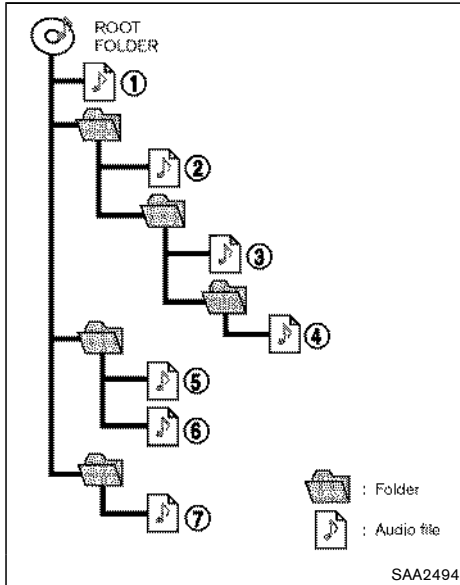 ROOT
FOLDER
①
②
③
④
⑤
⑥
⑦
: Folder
: Audio file
SAA2494